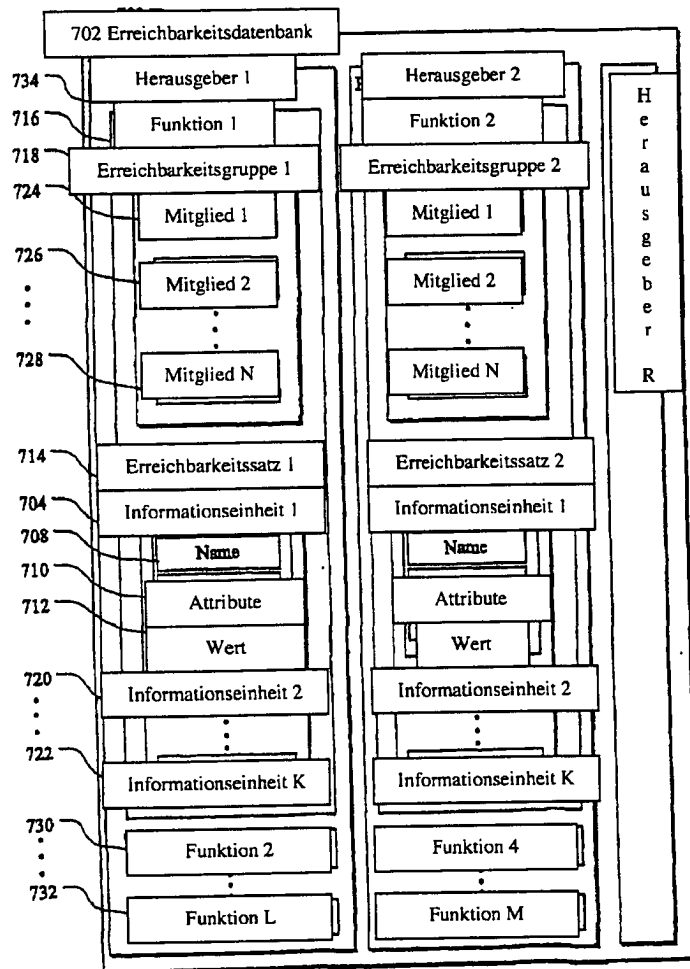 702 Erreichbarkeitsdatenbank
734 Herausgeber 1 Herausgeber 2
716 Funktion 1 Funktion 2
718 Erreichbarkeitsgruppe 1 Erreichbarkeitsgruppe 2
724 Mitglied 1 Mitglied 1
726 Mitglied 2 Mitglied 2
728 Mitglied N Mitglied N
714 Erreichbarkeitssatz 1 Erreichbarkeitssatz 2
704 Informationseinheit 1 Informationseinheit 1
708 Name Name
710 Attribute Attribute
712 Wert Wert
720 Informationseinheit 2 Informationseinheit 2
722 Informationseinheit K Informationseinheit K
730 Funktion 2 Funktion 4
732 Funktion L Funktion M
Herausgeber R